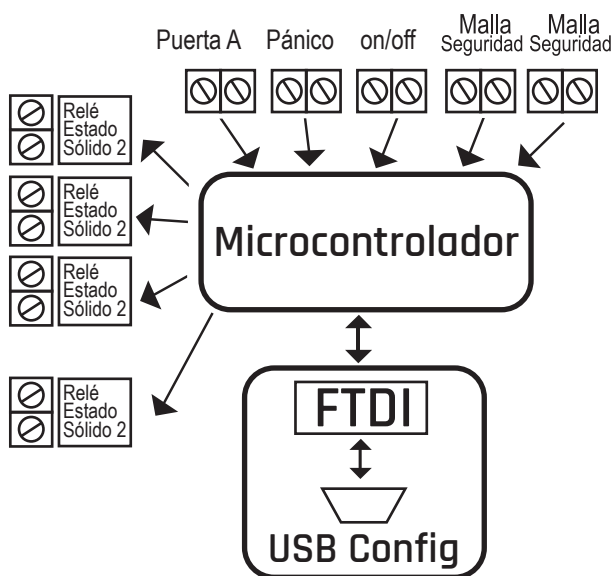 Puerta A
Pánico
on/off
Malla
Seguridad
Malla
Seguridad
Relé
Estado
Sólido 2
Relé
Estado
Sólido 2
Relé
Estado
Sólido 2
Relé
Estado
Sólido 2
Microcontrolador
FTDI
USB Config